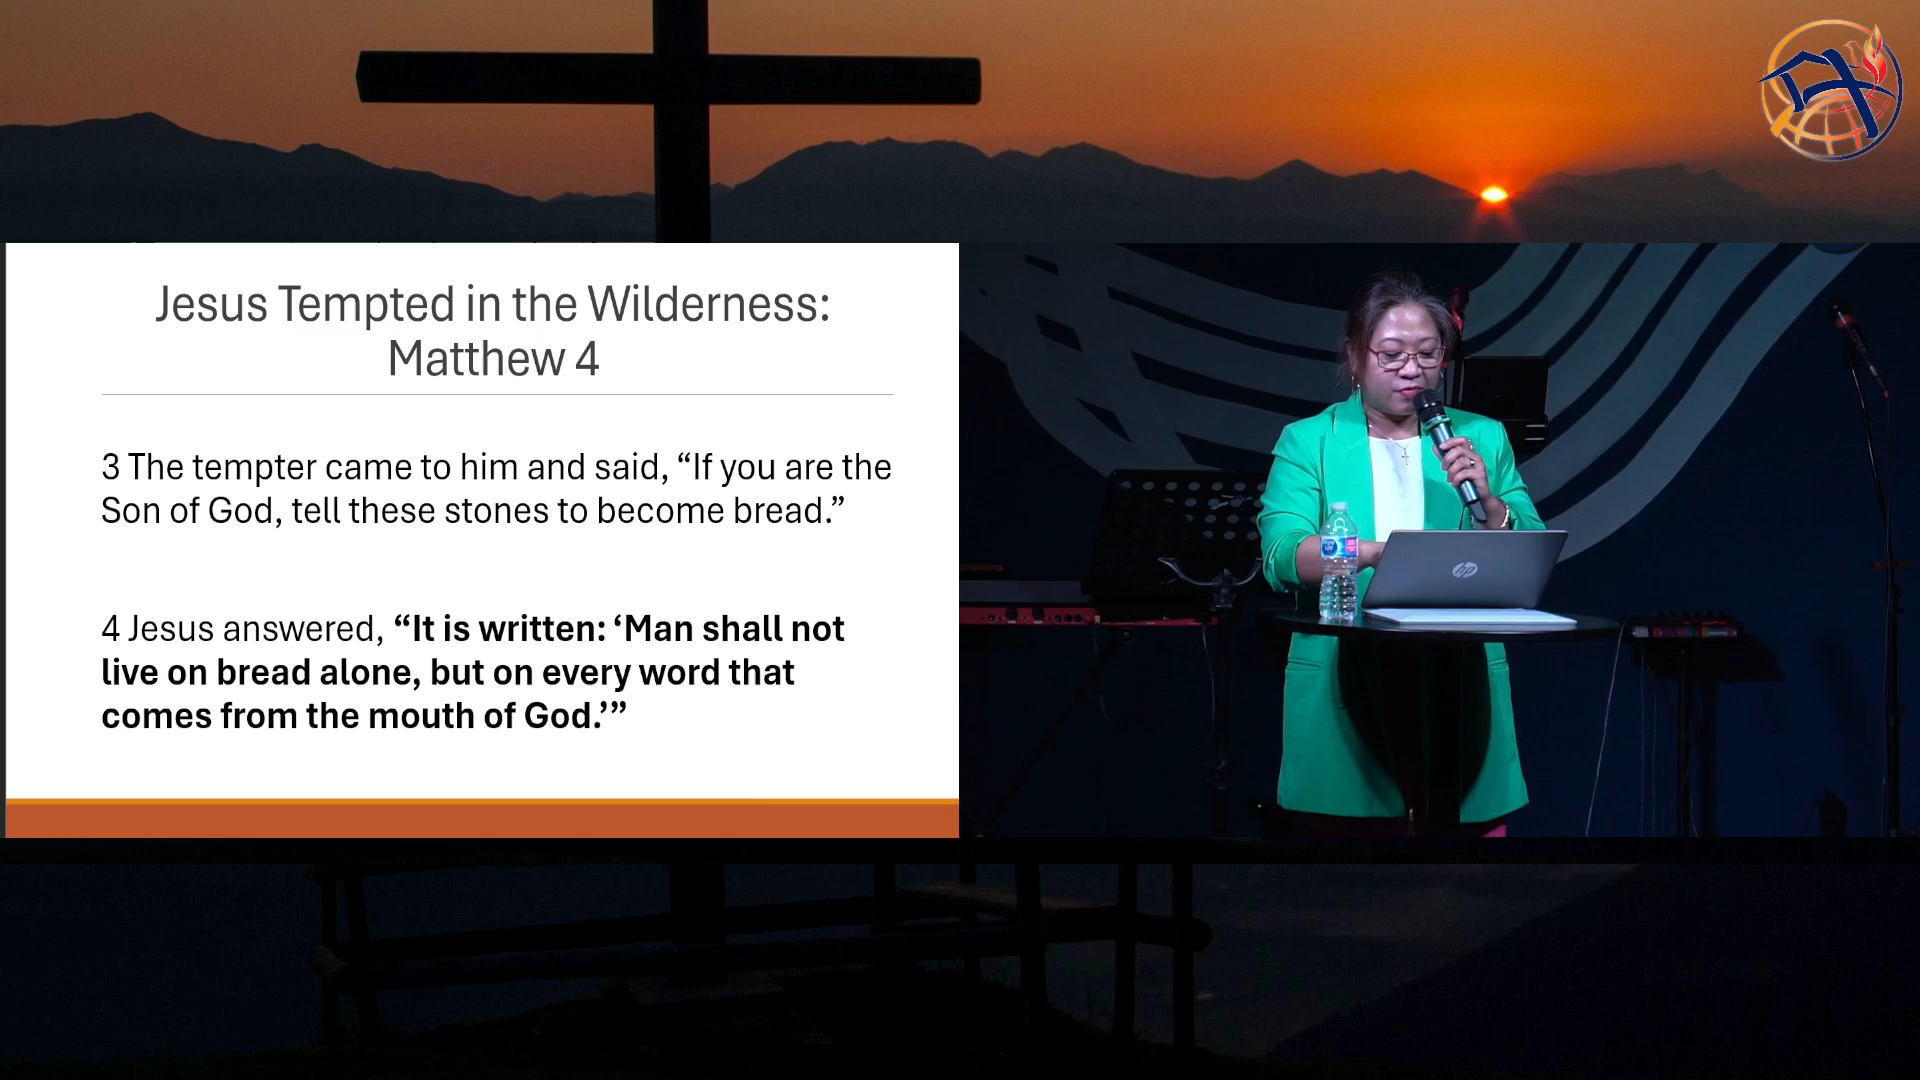 Jesus Tempted in the Wilderness:
Matthew 4
3 The tempter came to him and said, “If you are the
Son of God, tell these stones to become bread.”
4 Jesus answered, “It is written: ‘Man shall not
live on bread alone, but on every word that
comes from the mouth of God.’”
hp